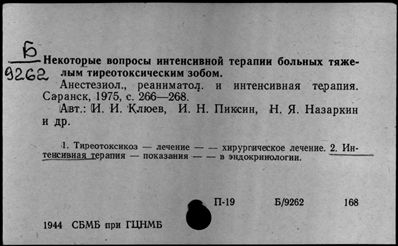 Б
9262
Некоторые вопросы интенсивной терапии больных тяже-
лым тиреотоксическим зобом.
Анестезиол., реаниматол. и интенсивная терапия.
Саранск, 1975, с. 266—268.
Авт.: И. И. Клюев, И. Н. Пиксин, Н. Я. Назаркин
и др.
1. Тиреотоксикоз — лечение — — хирургическое лечение. 2. Ин-
тенсивная терапия — показания — — в эндокринологии.
П-19 Б/9262 168
1944 СБМБ при ГЦНМБ